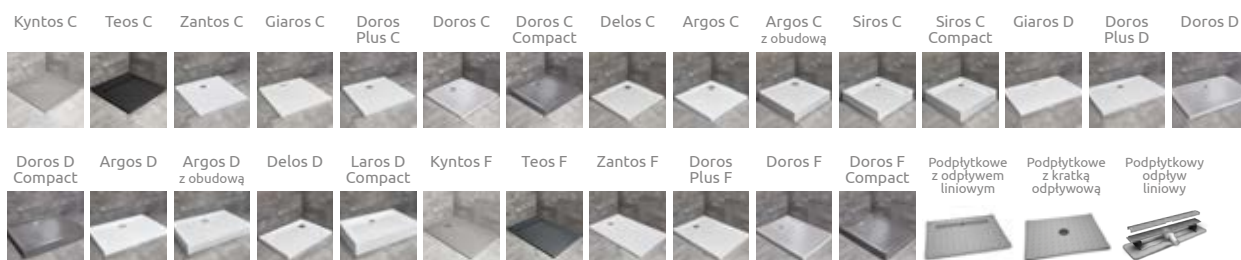 Kyntos C
Teos C
Zantos C
Giaros C
Doros
Plus C
Doros C
Doros C
Compact
Delos C
Argos C
Argos C
z obudową
Siros C
Siros C
Compact
Giaros D
Doros
Plus D
Doros D
Doros D
Compact
Argos D
Argos D
z obudową
Delos D
Laros D
Compact
Kyntos F
Teos F
Zantos F
Doros
Plus F
Doros F
Doros F
Compact
Podpłytkowe
z odpływem
liniowym
Podpłytkowe
z kratką
odpływową
Podpłytkowy
odpływ
liniowy